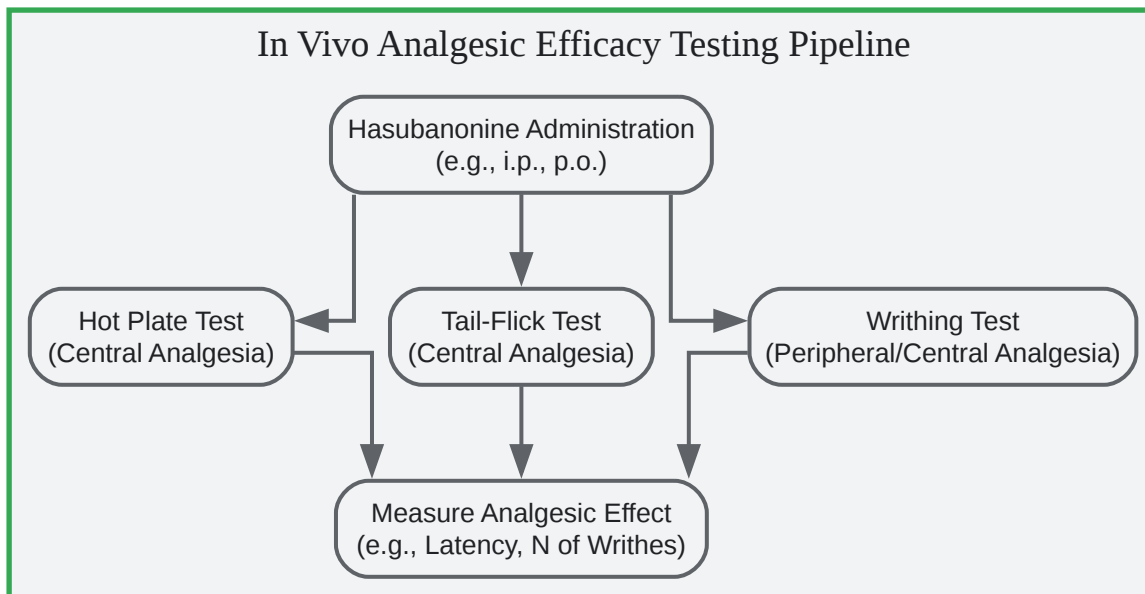 In Vivo Analgesic Efficacy Testing Pipeline
Hasubanonine Administration
(e.g., i.p., p.o.)
Hot Plate Test
(Central Analgesia)
Tail-Flick Test
(Central Analgesia)
Writhing Test
(Peripheral/Central Analgesia)
Measure Analgesic Effect
(e.g., Latency, N of Writhes)